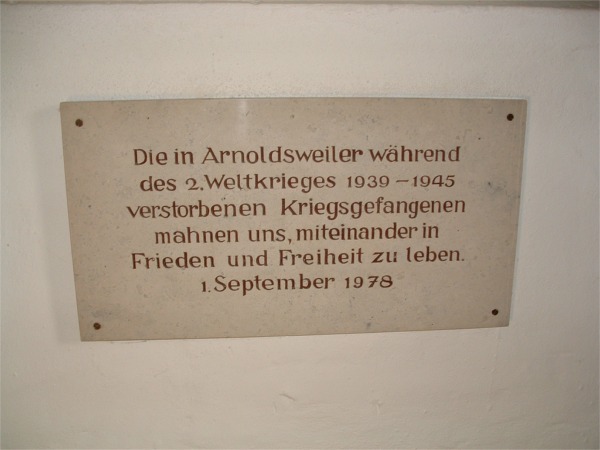 Die in Arnoldsweiler während
des 2. Weltkrieges 1939 – 1945
verstorbenen Kriegsgefangenen
mahnen uns, miteinander in
Frieden und Freiheit zu leben.
1. September 1978